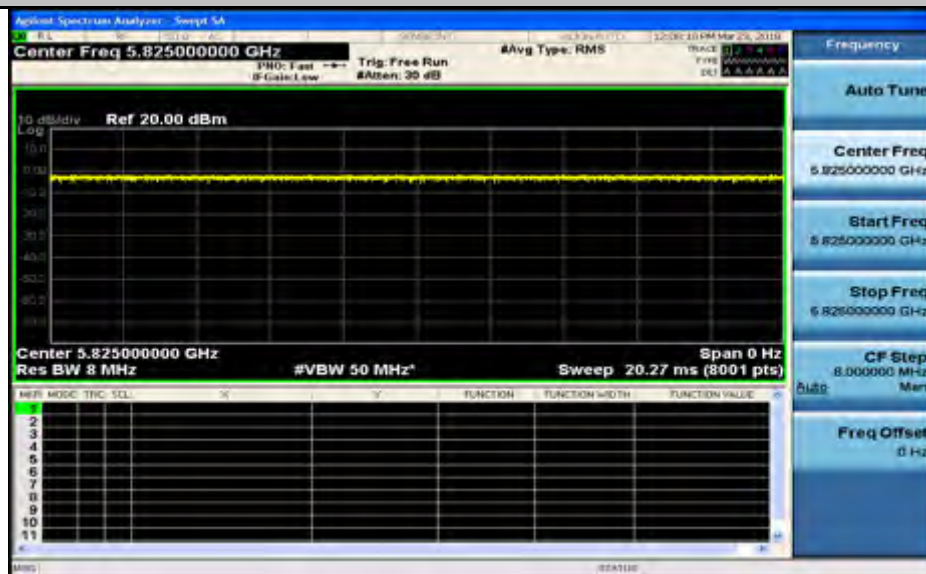 Agilent Spectrum Analyzer - Swept SA
Center Freq 5.825000000 GHz
PNO: Fast
IFGain:Low
Trig: Free Run
#Atten: 30 dB
#Avg Type: RMS
12:08:10 PM Mar 29, 2018
TRACE
TYPE
DET A A A A A A
10 dB/div Ref 20.00 dBm
Log
10.0
0.00
Center 5.825000000 GHz
Res BW 8 MHz
#VBW 50 MHz*
Span 0 Hz
Sweep 20.27 ms (8001 pts)
MKR MODE TRC SCL X Y FUNCTION FUNCTION WIDTH FUNCTION VALUE
1
2
3
4
5
6
7
8
9
10
11
MSG
STATUS
Frequency
Auto Tune
Center Freq
5.825000000 GHz
Start Freq
5.825000000 GHz
Stop Freq
5.825000000 GHz
CF Step
8.000000 MHz
Auto Man
Freq Offset
0 Hz